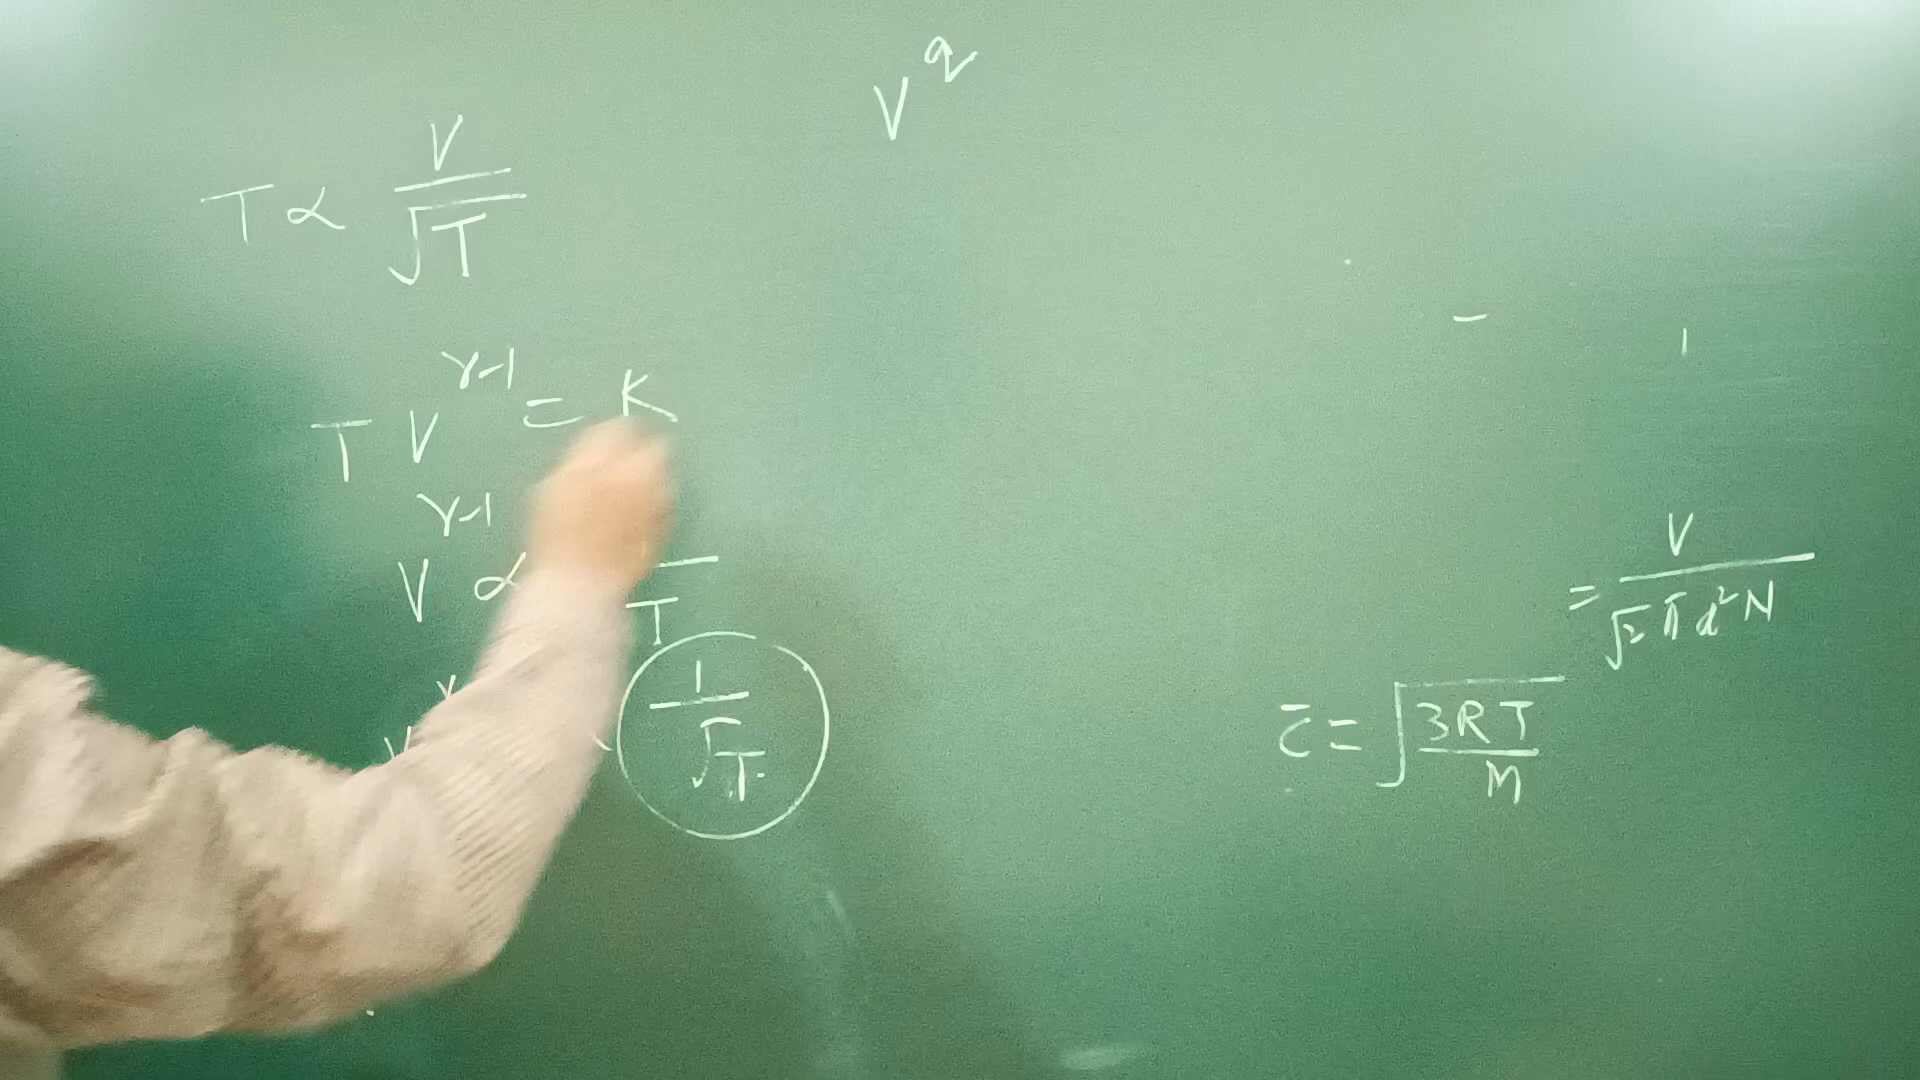 V^q
T ∝ V/√T
T V^(γ-1) = K
V^(γ-1) ∝ /T
1/√T
= V/(√2 π d² N)
c̄ = √(3RT/M)